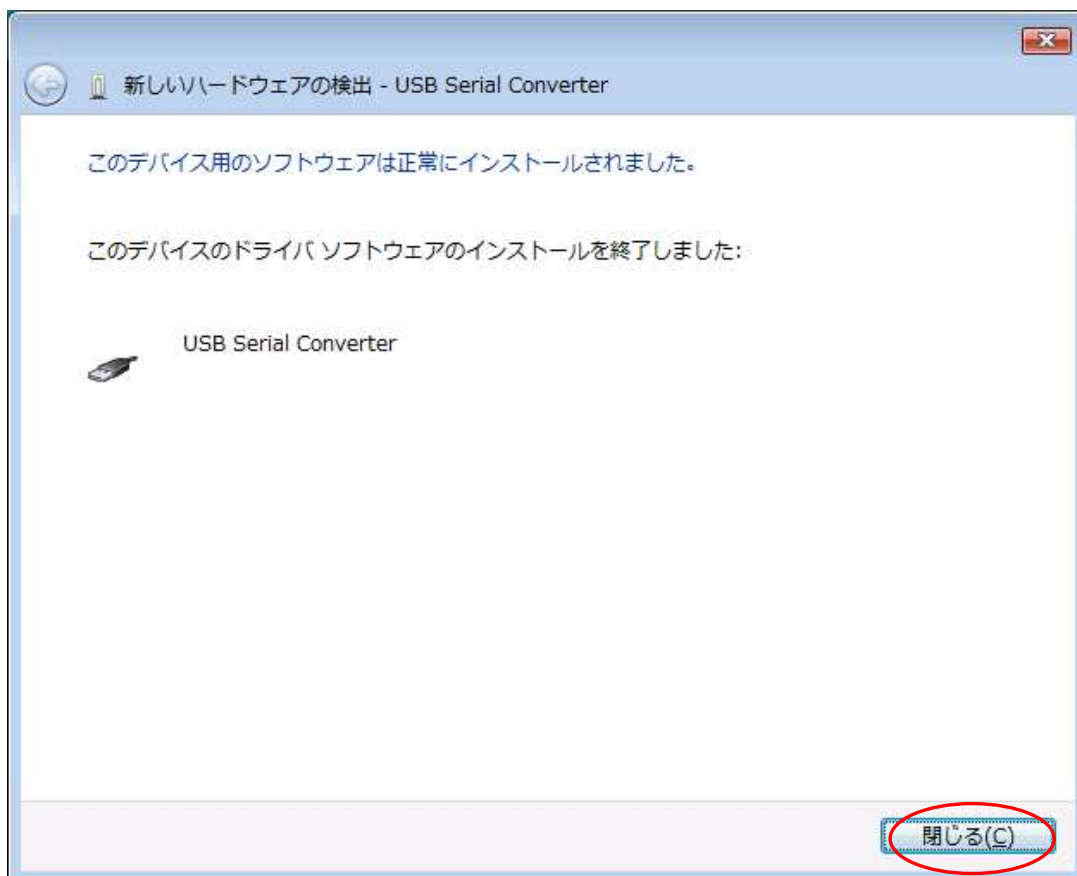 新しいハードウェアの検出 - USB Serial Converter
このデバイス用のソフトウェアは正常にインストールされました。
このデバイスのドライバ ソフトウェアのインストールを終了しました:
USB Serial Converter
閉じる(C)